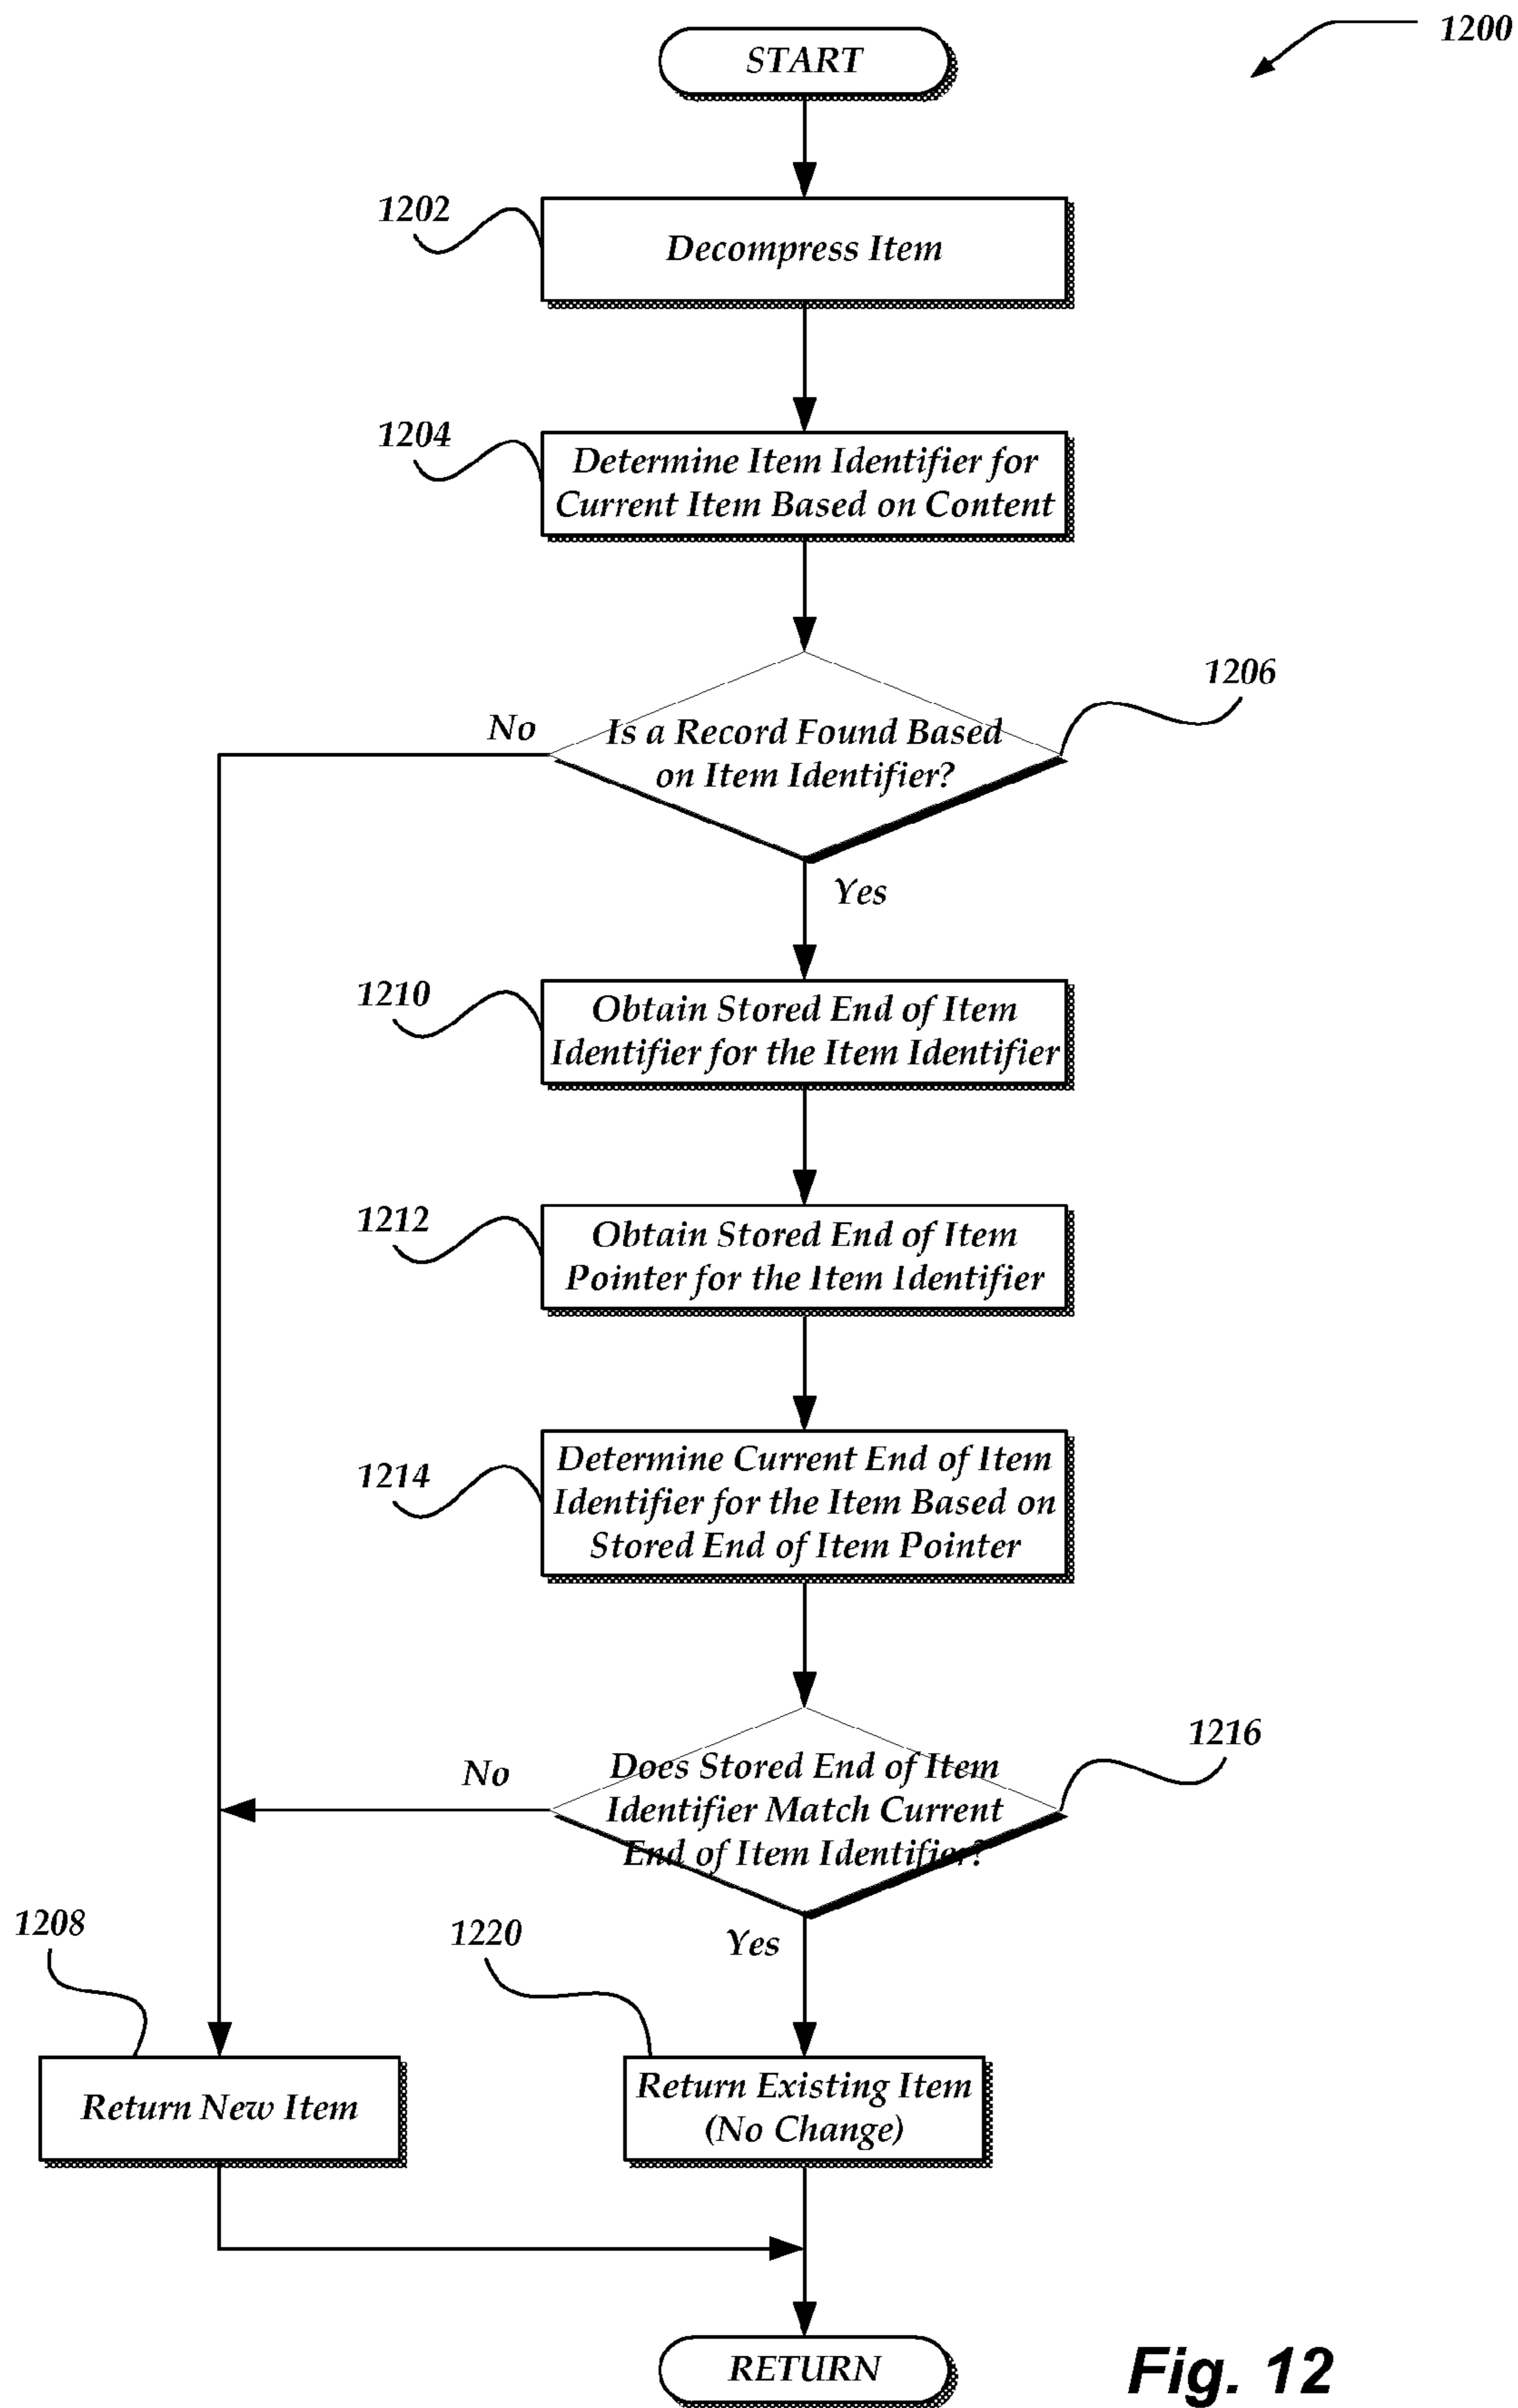 1200
START
1202
Decompress Item
1204
Determine Item Identifier for
Current Item Based on Content
1206
Is a Record Found Based
on Item Identifier?
No
Yes
1210
Obtain Stored End of Item
Identifier for the Item Identifier
1212
Obtain Stored End of Item
Pointer for the Item Identifier
1214
Determine Current End of Item
Identifier for the Item Based on
Stored End of Item Pointer
1216
Does Stored End of Item
Identifier Match Current
End of Item Identifier?
No
Yes
1208
Return New Item
1220
Return Existing Item
(No Change)
RETURN
Fig. 12